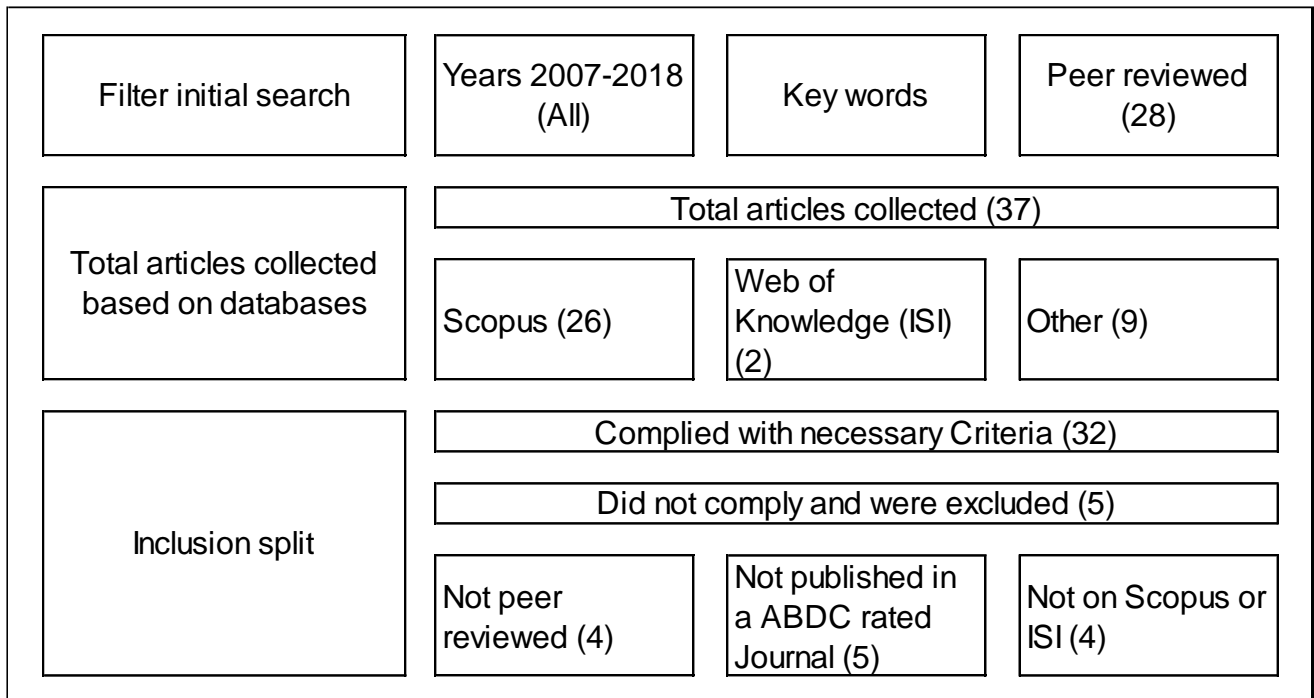 Filter initial search
Years 2007-2018
(All)
Key words
Peer reviewed
(28)
Total articles collected
based on databases
Total articles collected (37)
Scopus (26)
Web of
Knowledge (ISI)
(2)
Other (9)
Inclusion split
Complied with necessary Criteria (32)
Did not comply and were excluded (5)
Not peer
reviewed (4)
Not published in
a ABDC rated
Journal (5)
Not on Scopus or
ISI (4)